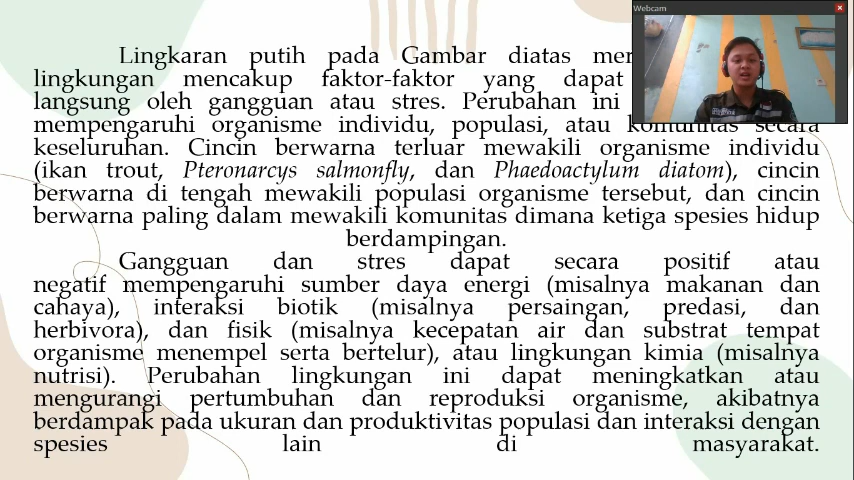 Webcam
Lingkaran putih pada Gambar diatas
lingkungan mencakup faktor-faktor yang dapat
langsung oleh gangguan atau stres. Perubahan ini
mempengaruhi organisme individu, populasi, atau komunitas secara
keseluruhan. Cincin berwarna terluar mewakili organisme individu
(ikan trout, Pteronarcys salmonfly, dan Phaedoactylum diatom), cincin
berwarna di tengah mewakili populasi organisme tersebut, dan cincin
berwarna paling dalam mewakili komunitas dimana ketiga spesies hidup
berdampingan.
Gangguan dan stres dapat secara positif atau
negatif mempengaruhi sumber daya energi (misalnya makanan dan
cahaya), interaksi biotik (misalnya persaingan, predasi, dan
herbivora), dan fisik (misalnya kecepatan air dan substrat tempat
organisme menempel serta bertelur), atau lingkungan kimia (misalnya
nutrisi). Perubahan lingkungan ini dapat meningkatkan atau
mengurangi pertumbuhan dan reproduksi organisme, akibatnya
berdampak pada ukuran dan produktivitas populasi dan interaksi dengan
spesies lain di masyarakat.